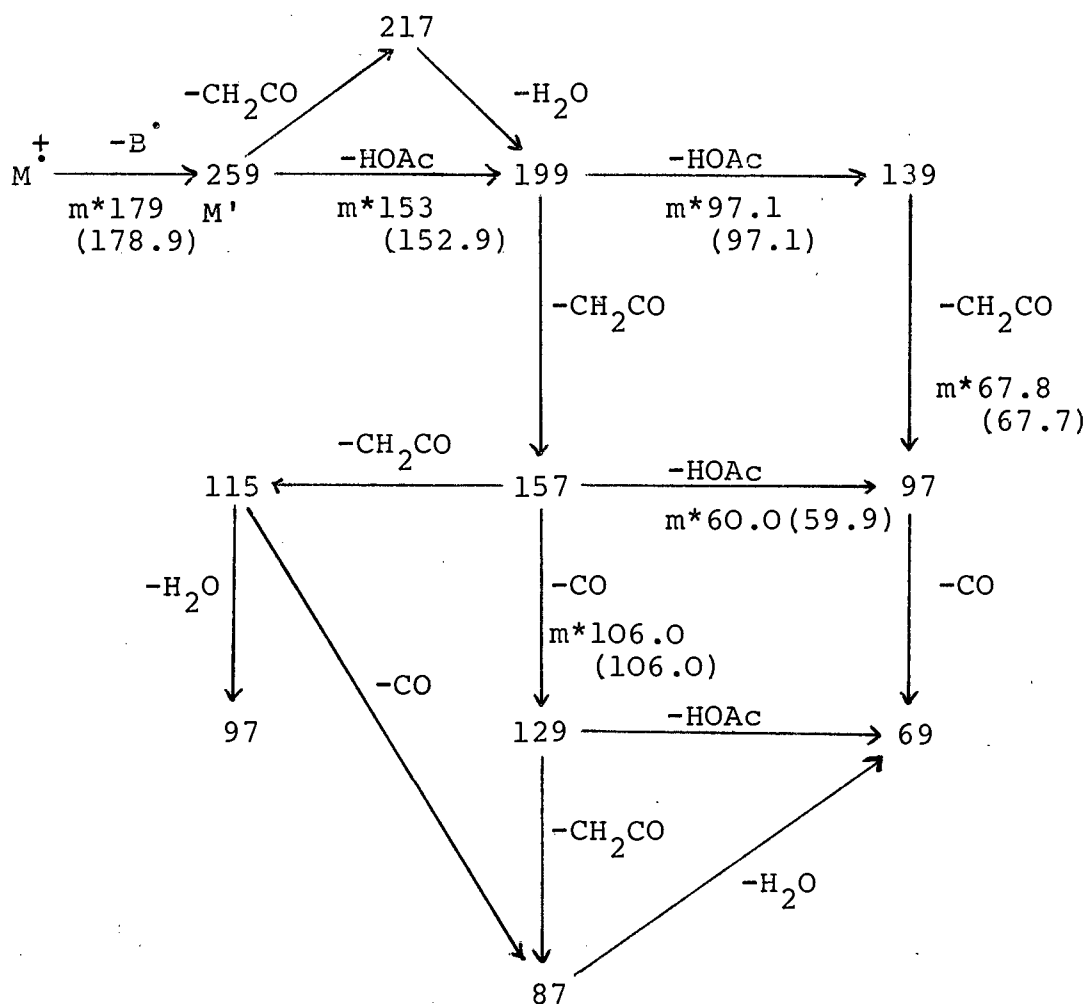 217
-CH2CO
-H2O
M+• -B• 259 -HOAc 199 -HOAc 139
m*179 M' m*153 m*97.1
(178.9) (152.9) (97.1)
-CH2CO -CH2CO
m*67.8
(67.7)
-CH2CO
115 157 -HOAc 97
m*60.0(59.9)
-H2O -CO -CO
m*106.0
(106.0)
-CO
97 129 -HOAc 69
-CH2CO
-H2O
87